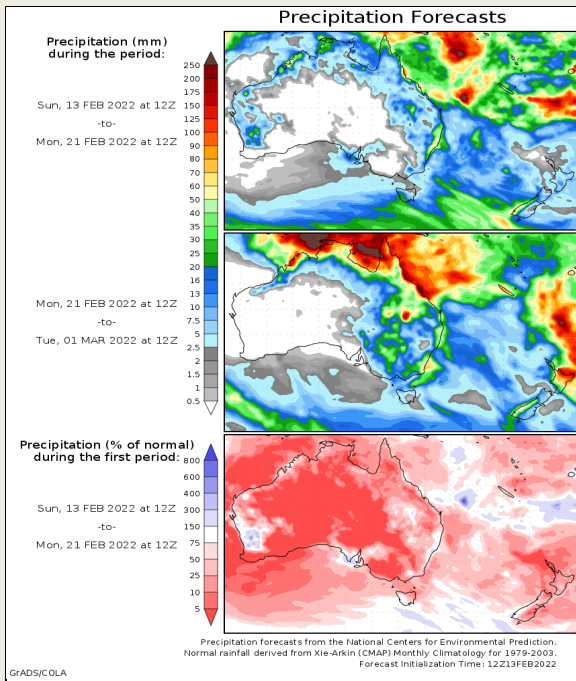 Precipitation Forecasts
Precipitation (mm)
during the period:
Sun, 13 FEB 2022 at 12Z
-to-
Mon, 21 FEB 2022 at 12Z
250
200
175
150
125
100
90
80
70
60
50
40
35
30
25
20
16
13
10
7.5
5
2.5
2
1.5
1
0.5
Mon, 21 FEB 2022 at 12Z
-to-
Tue, 01 MAR 2022 at 12Z
Precipitation (% of normal)
during the first period:
Sun, 13 FEB 2022 at 12Z
-to-
Mon, 21 FEB 2022 at 12Z
800
600
400
300
150
75
50
25
10
5
Precipitation forecasts from the National Centers for Environmental Prediction.
Normal rainfall derived from Xie-Arkin (CMAP) Monthly Climatology for 1979-2003.
Forecast Initialization Time: 12Z13FEB2022
GrADS/COLA